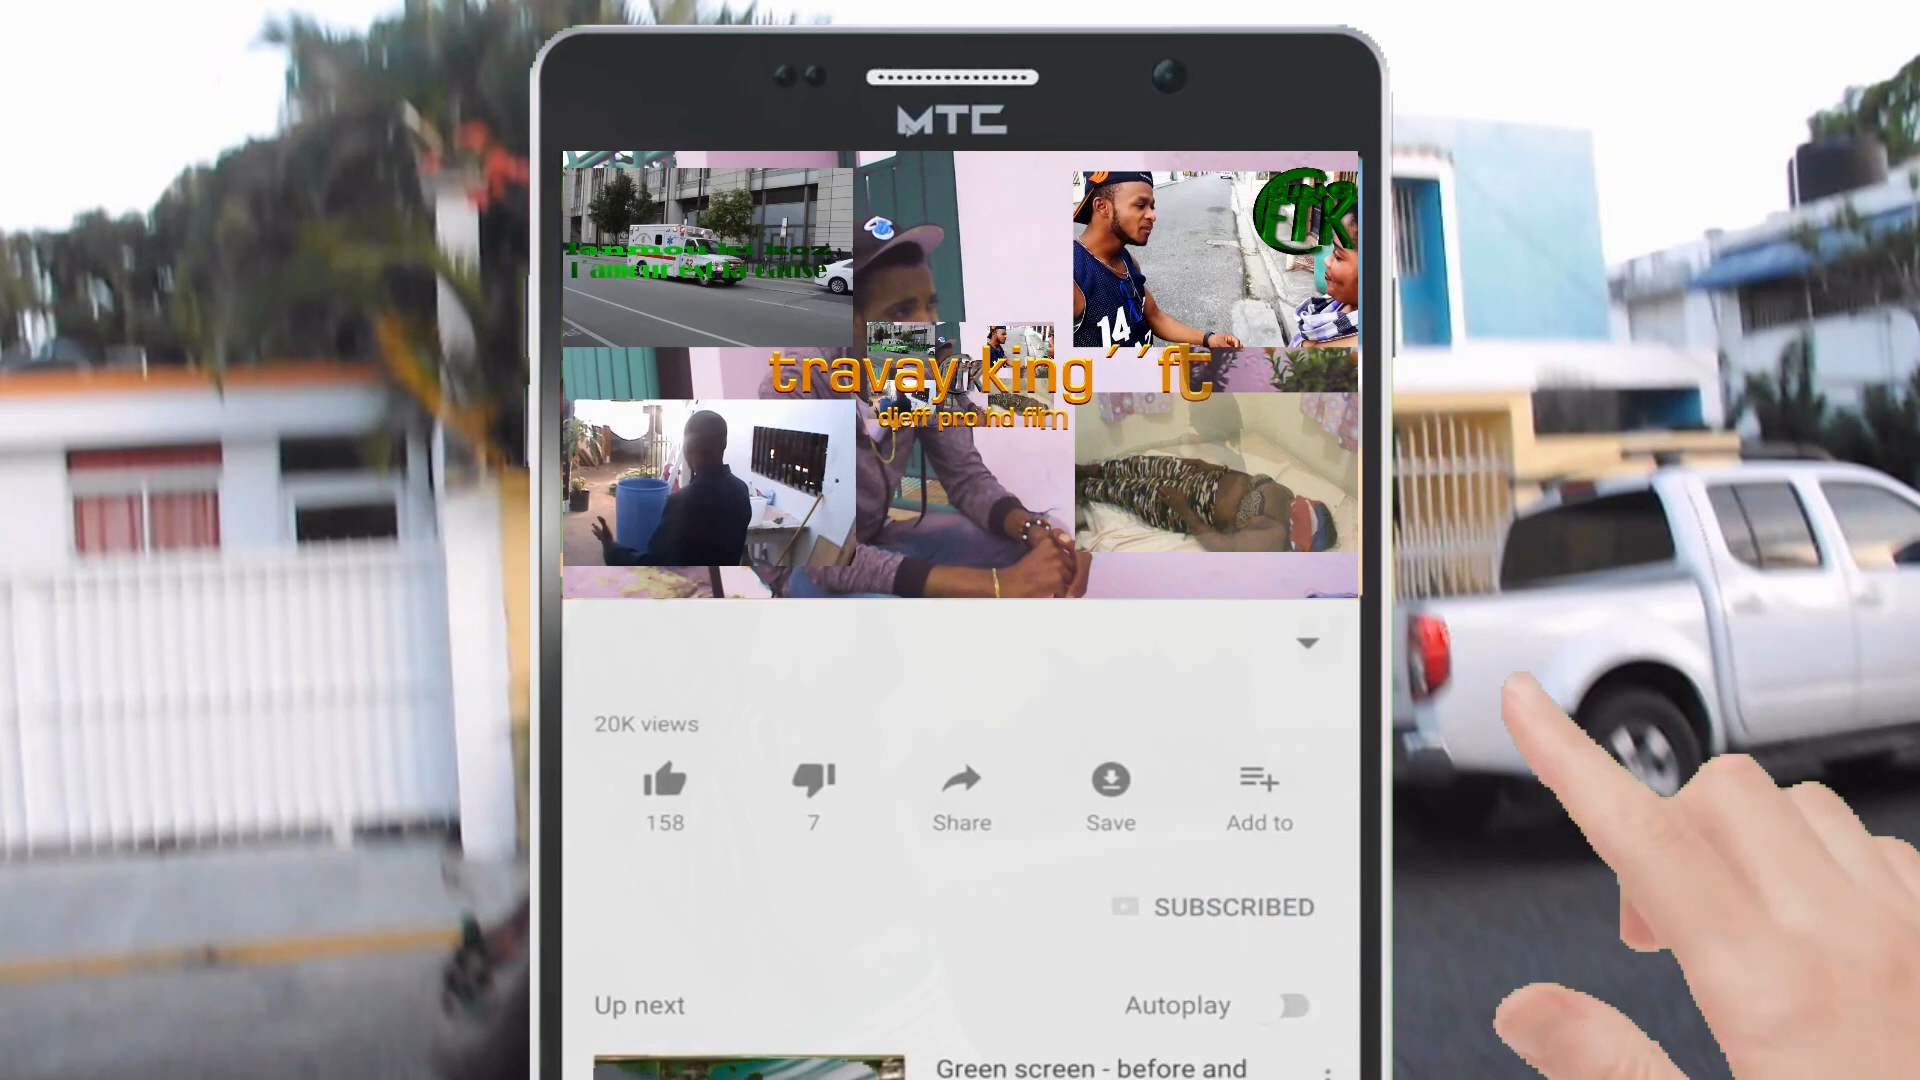 MTC
lanmou ki koz
l'amour est la cause
FTK
14
travay king´´ft
djeff pro hd film
20K views
158
7
Share
Save
Add to
SUBSCRIBED
Up next
Autoplay
Green screen - before and